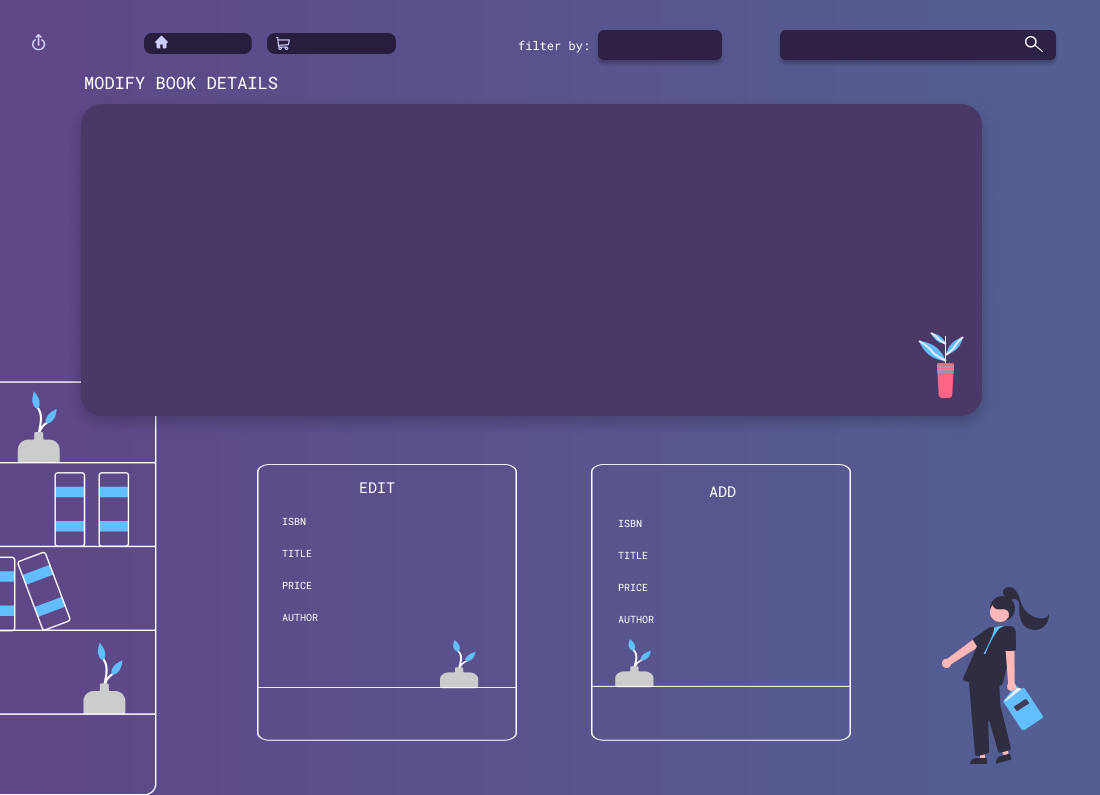 filter by:
MODIFY BOOK DETAILS
EDIT
ISBN
TITLE
PRICE
AUTHOR
ADD
ISBN
TITLE
PRICE
AUTHOR